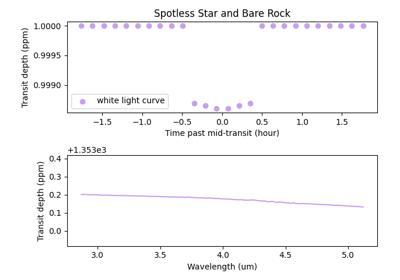 Spotless Star and Bare Rock
Transit depth (ppm)
1.0000
0.9995
0.9990
white light curve
−1.5 −1.0 −0.5 0.0 0.5 1.0 1.5
Time past mid-transit (hour)
+1.353e3
Transit depth (ppm)
0.4
0.3
0.2
0.1
0.0
3.0 3.5 4.0 4.5 5.0
Wavelength (um)